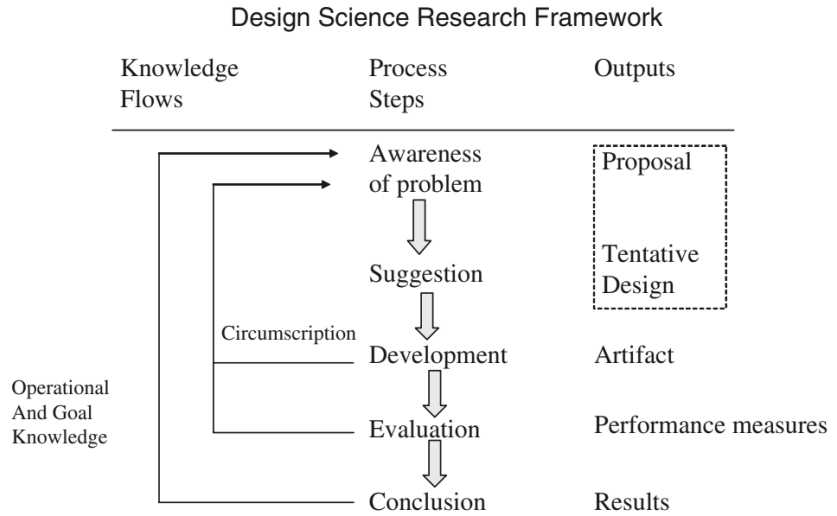 Design Science Research Framework
Knowledge
Flows
Process
Steps
Outputs
Awareness
of problem
Proposal
Suggestion
Tentative
Design
Circumscription
Development
Artifact
Operational
And Goal
Knowledge
Evaluation
Performance measures
Conclusion
Results